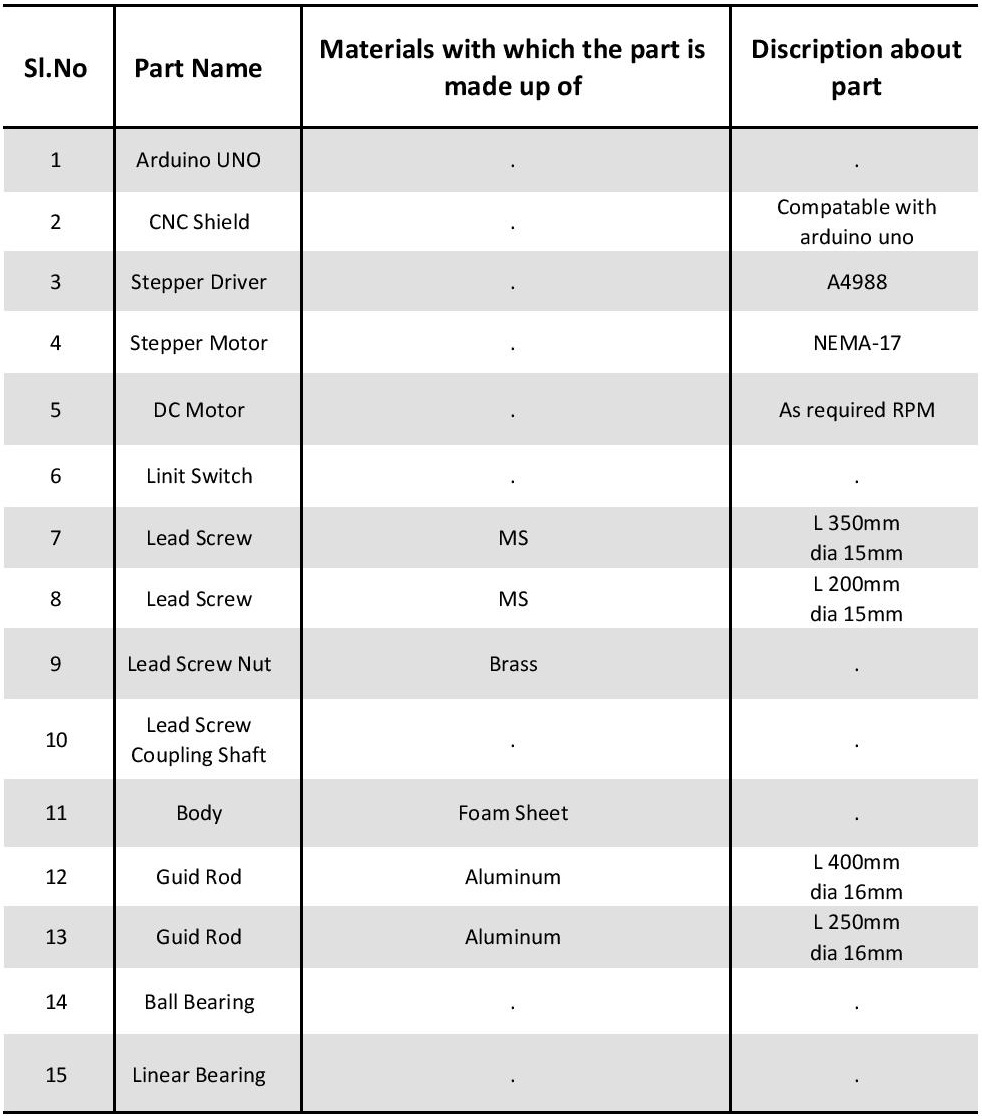 Sl.No Part Name Materials with which the part is made up of Discription about part
1 Arduino UNO . .
2 CNC Shield . Compatable with arduino uno
3 Stepper Driver . A4988
4 Stepper Motor . NEMA-17
5 DC Motor . As required RPM
6 Linit Switch . .
7 Lead Screw MS L 350mm dia 15mm
8 Lead Screw MS L 200mm dia 15mm
9 Lead Screw Nut Brass .
10 Lead Screw Coupling Shaft . .
11 Body Foam Sheet .
12 Guid Rod Aluminum L 400mm dia 16mm
13 Guid Rod Aluminum L 250mm dia 16mm
14 Ball Bearing . .
15 Linear Bearing . .